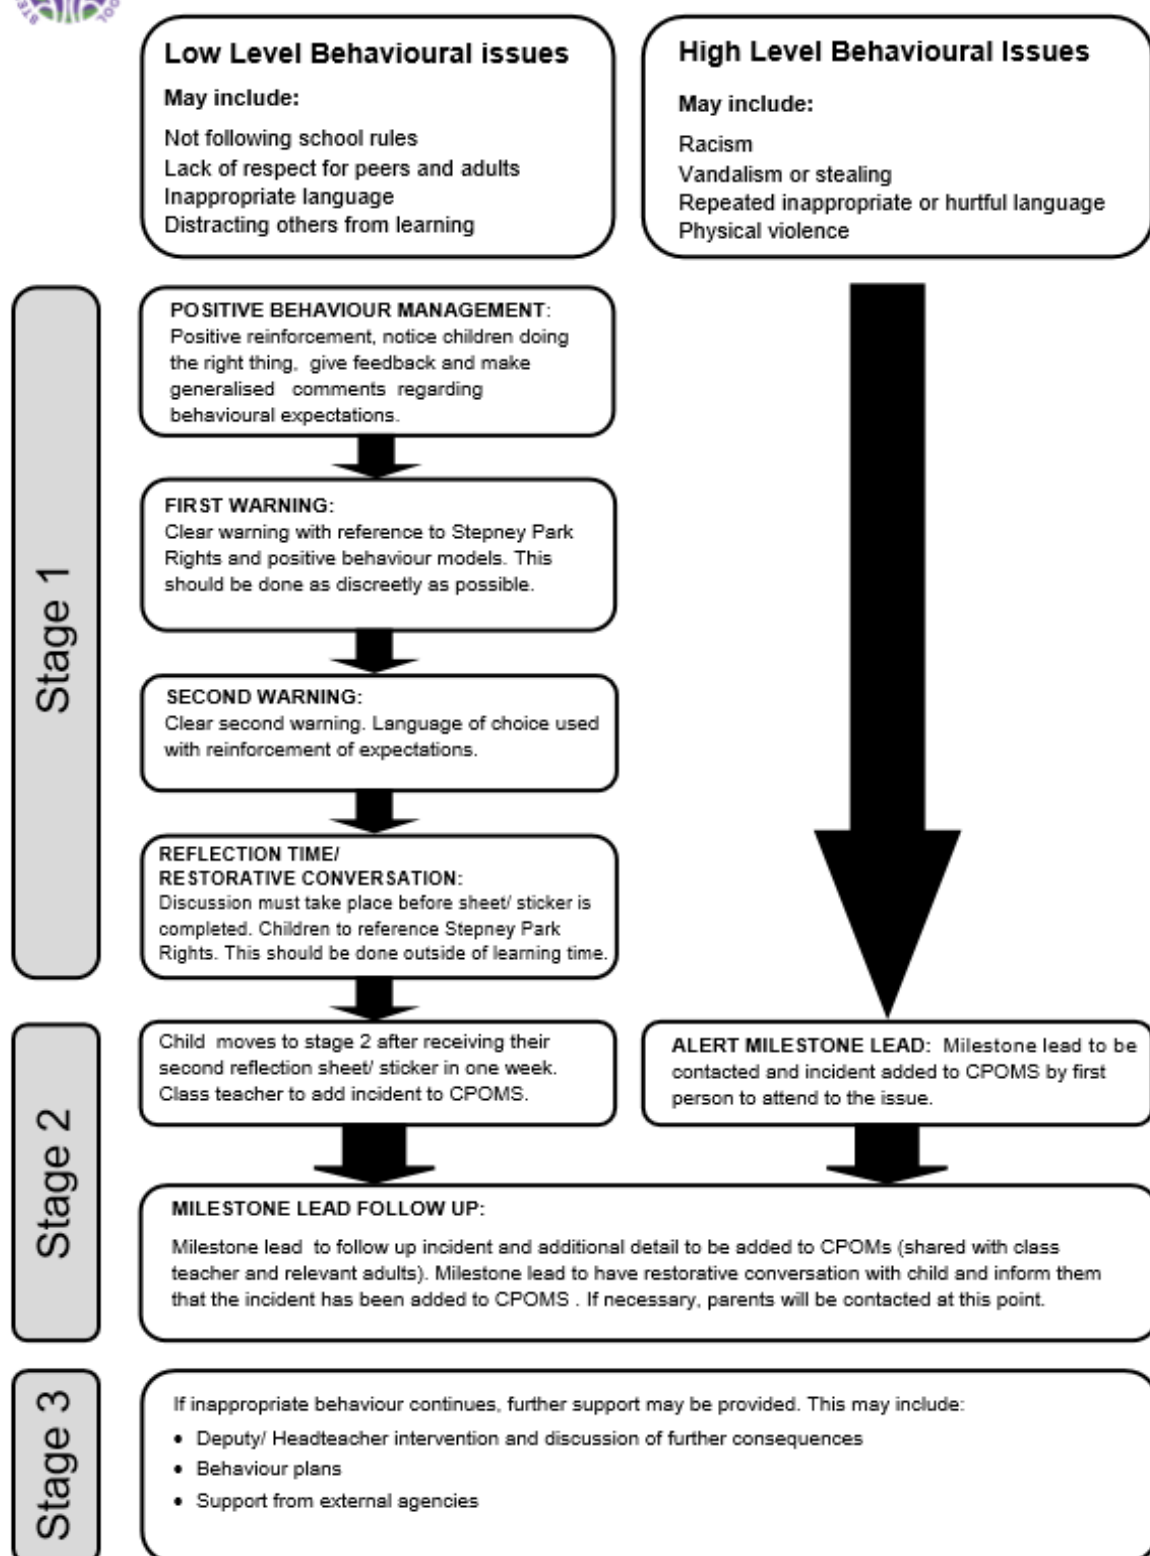 Low Level Behavioural issues
May include:
Not following school rules
Lack of respect for peers and adults
Inappropriate language
Distracting others from learning
High Level Behavioural Issues
May include:
Racism
Vandalism or stealing
Repeated inappropriate or hurtful language
Physical violence
Stage 1
POSITIVE BEHAVIOUR MANAGEMENT:
Positive reinforcement, notice children doing
the right thing, give feedback and make
generalised comments regarding
behavioural expectations.
FIRST WARNING:
Clear warning with reference to Stepney Park
Rights and positive behaviour models. This
should be done as discreetly as possible.
SECOND WARNING:
Clear second warning. Language of choice used
with reinforcement of expectations.
REFLECTION TIME/
RESTORATIVE CONVERSATION:
Discussion must take place before sheet/ sticker is
completed. Children to reference Stepney Park
Rights. This should be done outside of learning time.
Stage 2
Child moves to stage 2 after receiving their
second reflection sheet/ sticker in one week.
Class teacher to add incident to CPOMS.
ALERT MILESTONE LEAD: Milestone lead to be
contacted and incident added to CPOMS by first
person to attend to the issue.
MILESTONE LEAD FOLLOW UP:
Milestone lead to follow up incident and additional detail to be added to CPOMs (shared with class
teacher and relevant adults). Milestone lead to have restorative conversation with child and inform them
that the incident has been added to CPOMS . If necessary, parents will be contacted at this point.
Stage 3
If inappropriate behaviour continues, further support may be provided. This may include:
• Deputy/ Headteacher intervention and discussion of further consequences
• Behaviour plans
• Support from external agencies